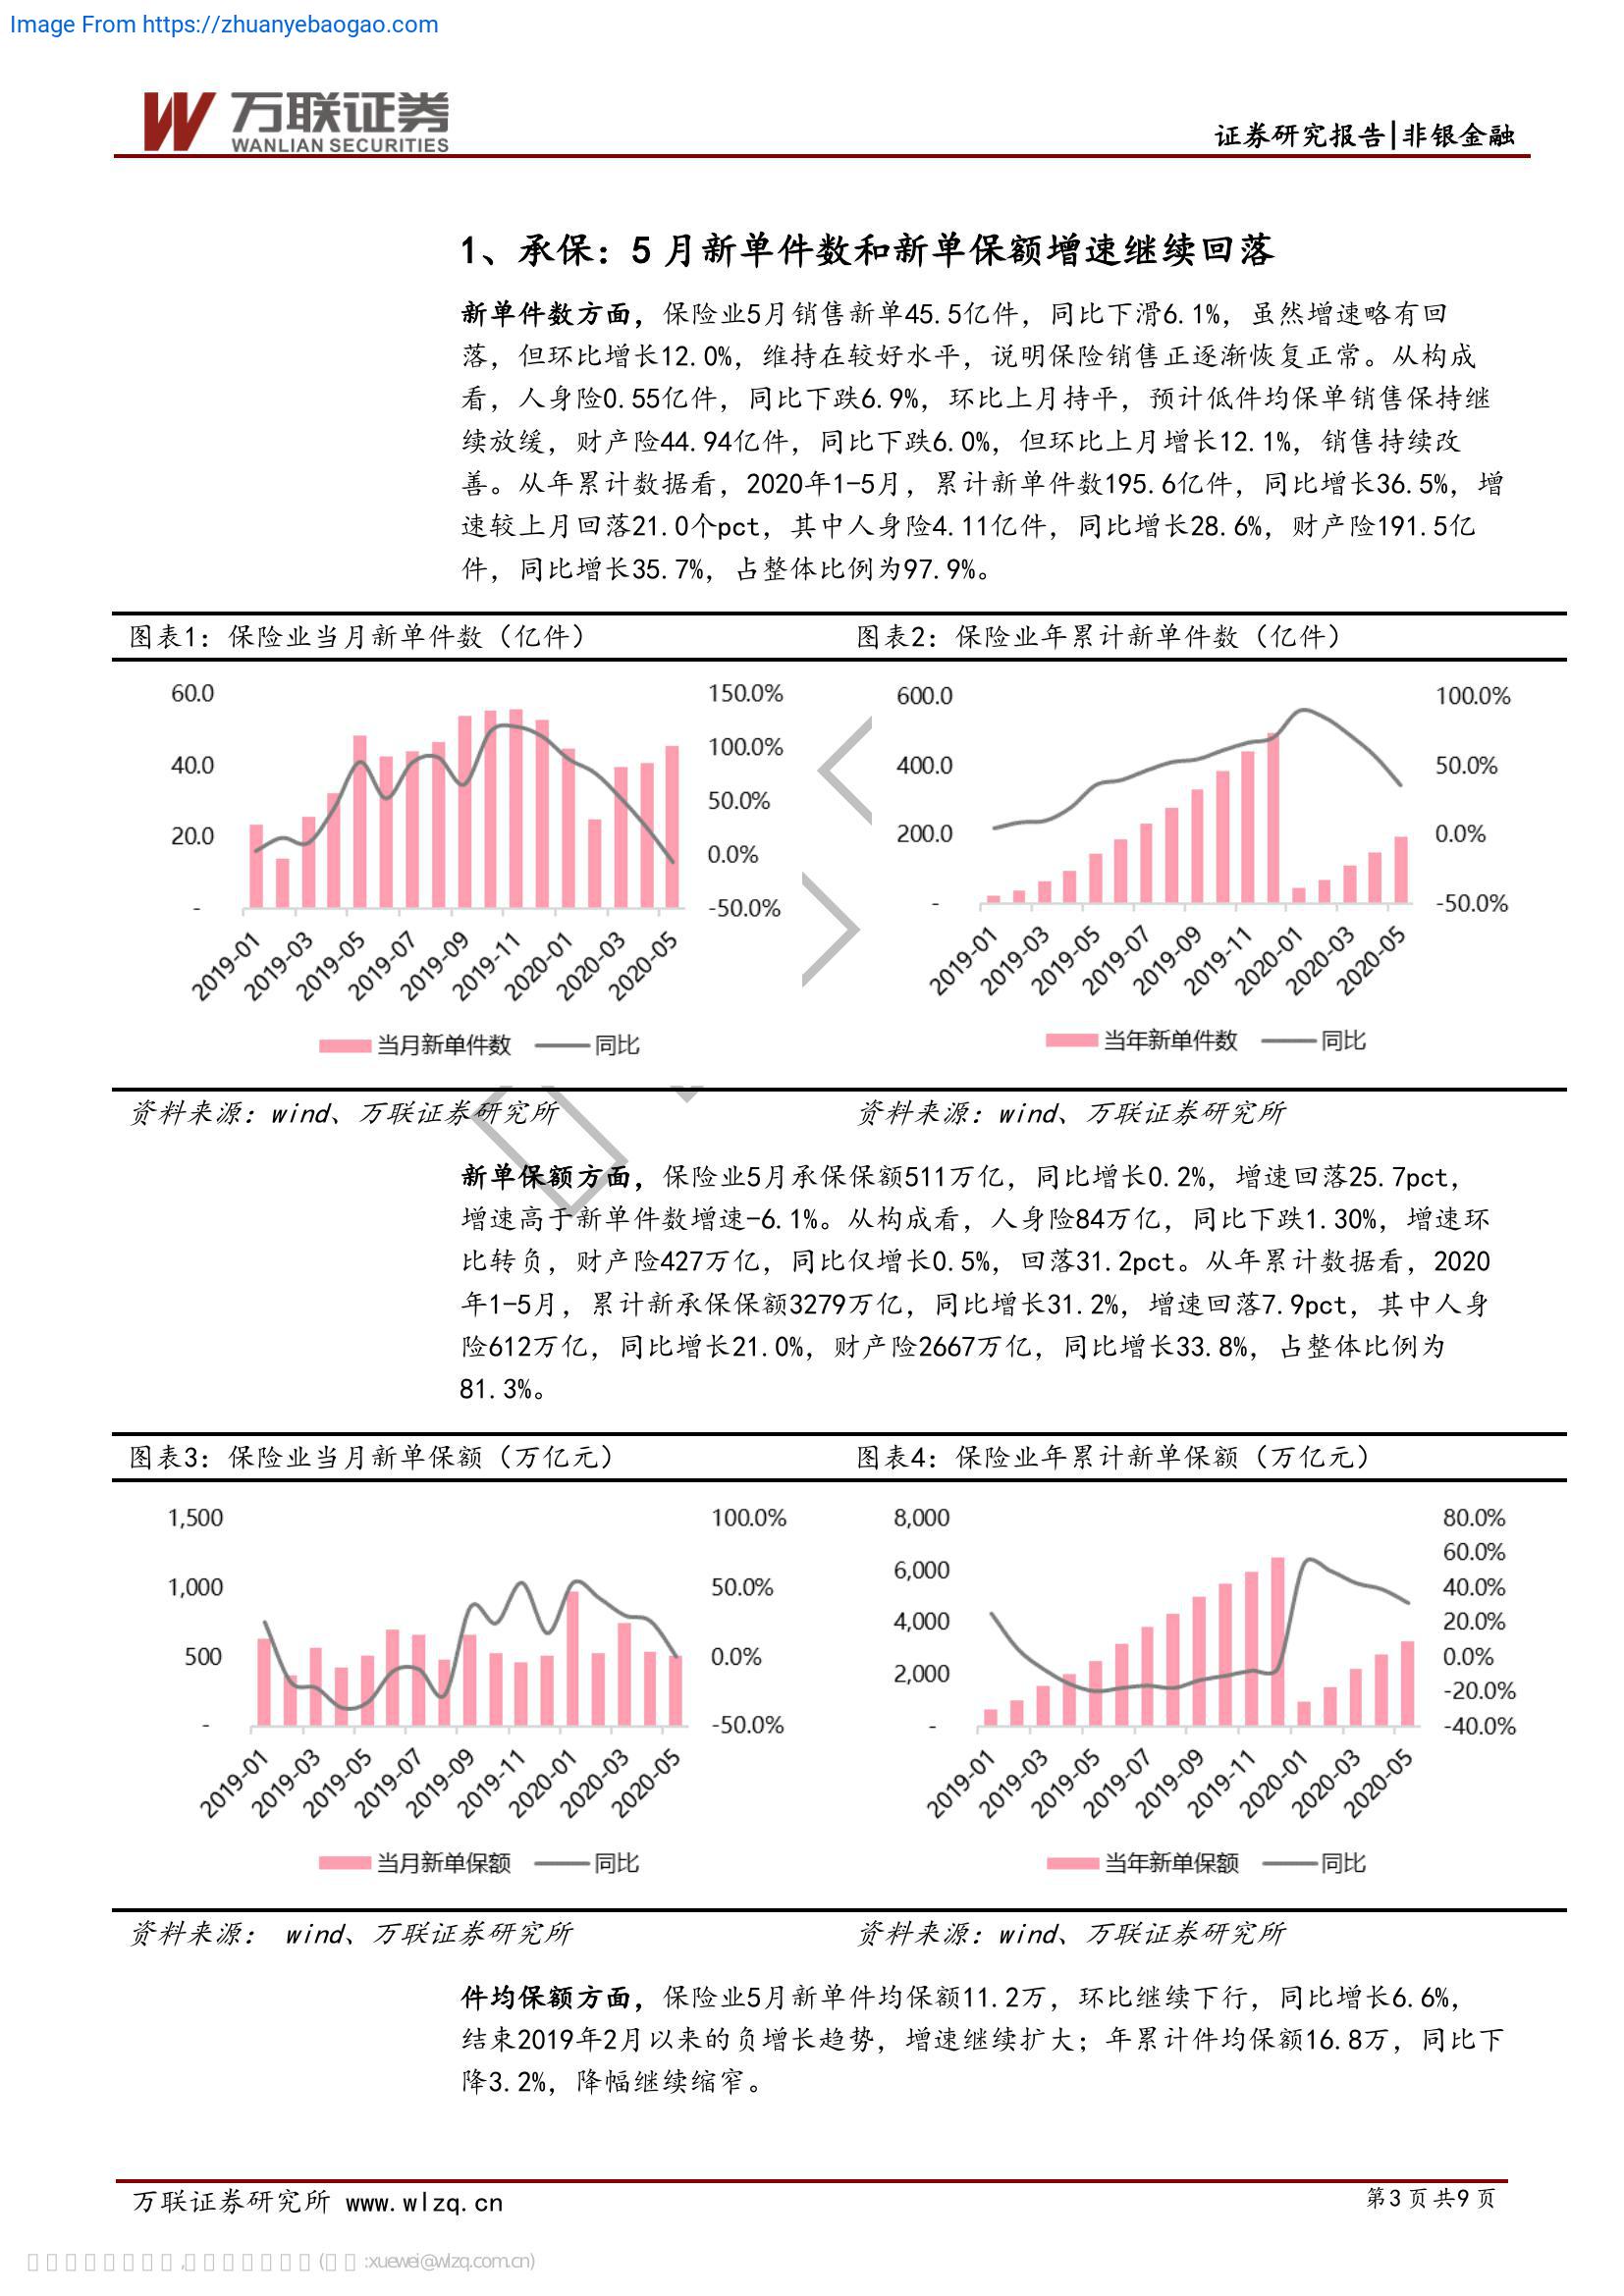 Image From https://zhuanyebaogao.com
万联证券
WANLIAN SECURITIES
证券研究报告|非银金融
1、承保：5 月新单件数和新单保额增速继续回落
新单件数方面，保险业5月销售新单45.5亿件，同比下滑6.1%，虽然增速略有回
落，但环比增长12.0%，维持在较好水平，说明保险销售正逐渐恢复正常。从构成
看，人身险0.55亿件，同比下跌6.9%，环比上月持平，预计低件均保单销售保持继
续放缓，财产险44.94亿件，同比下跌6.0%，但环比上月增长12.1%，销售持续改
善。从年累计数据看，2020年1-5月，累计新单件数195.6亿件，同比增长36.5%，增
速较上月回落21.0个pct，其中人身险4.11亿件，同比增长28.6%，财产险191.5亿
件，同比增长35.7%，占整体比例为97.9%。
图表1：保险业当月新单件数（亿件）
60.0
40.0
20.0
-
150.0%
100.0%
50.0%
0.0%
-50.0%
2019-01
2019-03
2019-05
2019-07
2019-09
2019-11
2020-01
2020-03
2020-05
当月新单件数 同比
图表2：保险业年累计新单件数（亿件）
600.0
400.0
200.0
-
100.0%
50.0%
0.0%
-50.0%
2019-01
2019-03
2019-05
2019-07
2019-09
2019-11
2020-01
2020-03
2020-05
当年新单件数 同比
资料来源：wind、万联证券研究所
资料来源：wind、万联证券研究所
新单保额方面，保险业5月承保保额511万亿，同比增长0.2%，增速回落25.7pct，
增速高于新单件数增速-6.1%。从构成看，人身险84万亿，同比下跌1.30%，增速环
比转负，财产险427万亿，同比仅增长0.5%，回落31.2pct。从年累计数据看，2020
年1-5月，累计新承保保额3279万亿，同比增长31.2%，增速回落7.9pct，其中人身
险612万亿，同比增长21.0%，财产险2667万亿，同比增长33.8%，占整体比例为
81.3%。
图表3：保险业当月新单保额（万亿元）
1,500
1,000
500
-
100.0%
50.0%
0.0%
-50.0%
2019-01
2019-03
2019-05
2019-07
2019-09
2019-11
2020-01
2020-03
2020-05
当月新单保额 同比
图表4：保险业年累计新单保额（万亿元）
8,000
6,000
4,000
2,000
-
80.0%
60.0%
40.0%
20.0%
0.0%
-20.0%
-40.0%
2019-01
2019-03
2019-05
2019-07
2019-09
2019-11
2020-01
2020-03
2020-05
当年新单保额 同比
资料来源： wind、万联证券研究所
资料来源：wind、万联证券研究所
件均保额方面，保险业5月新单件均保额11.2万，环比继续下行，同比增长6.6%，
结束2019年2月以来的负增长趋势，增速继续扩大；年累计件均保额16.8万，同比下
降3.2%，降幅继续缩窄。
万联证券研究所 www.wlzq.cn
第 3 页 共 9 页
:xuewei@wlzq.com.cn)